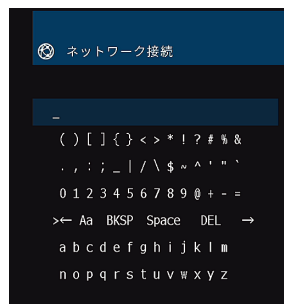 ネットワーク接続
_
( ) [ ] { } < > * ! ? # % &
. , : ; _ | / \ $ ~ ^ ' " `
0 1 2 3 4 5 6 7 8 9 @ + - =
>← Aa BKSP Space DEL →
a b c d e f g h i j k l m
n o p q r s t u v w x y z